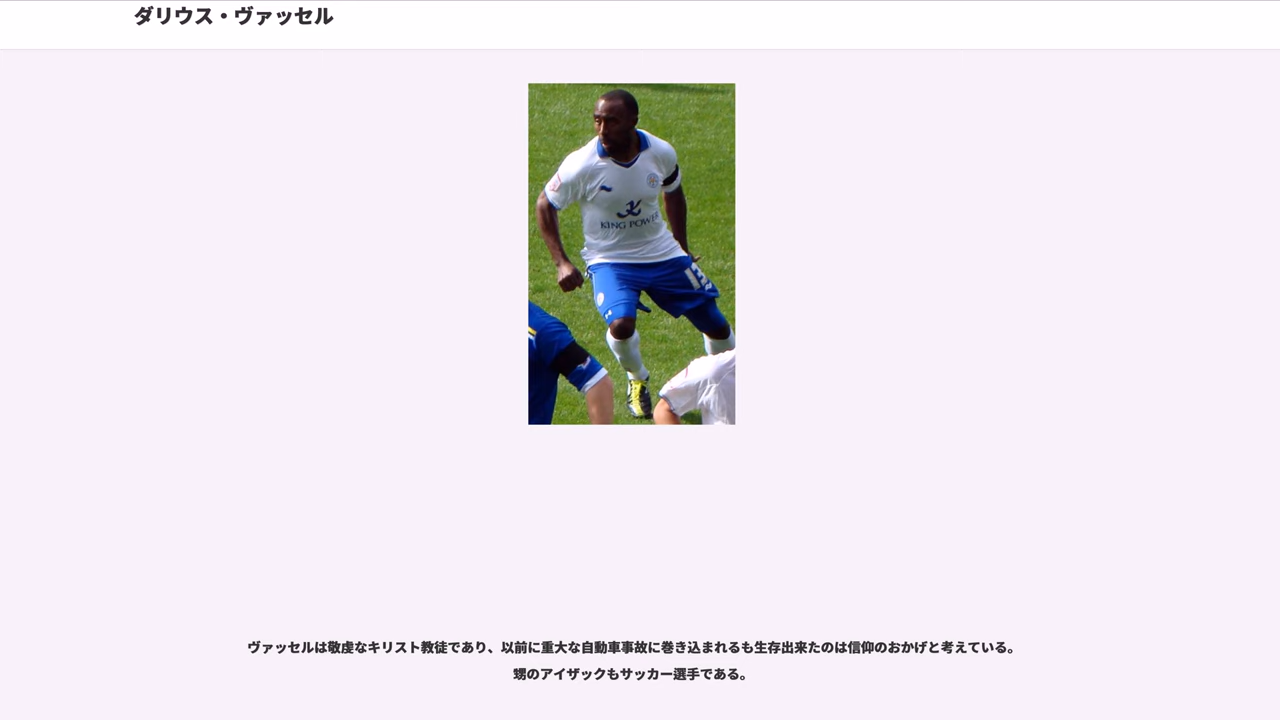 ダリウス・ヴァッセル
KING POWER
13
ヴァッセルは敬虔なキリスト教徒であり、以前に重大な自動車事故に巻き込まれるも生存出来たのは信仰のおかげと考えている。
甥のアイザックもサッカー選手である。